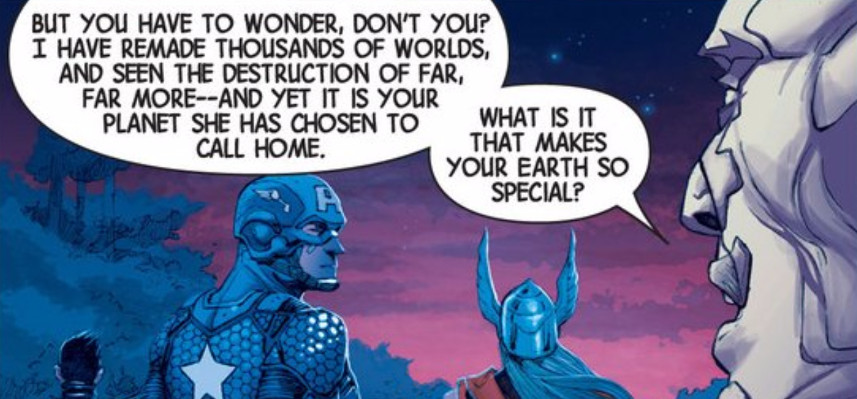 BUT YOU HAVE TO WONDER, DON'T YOU?
I HAVE REMADE THOUSANDS OF WORLDS,
AND SEEN THE DESTRUCTION OF FAR,
FAR MORE--AND YET IT IS YOUR
PLANET SHE HAS CHOSEN TO
CALL HOME.
WHAT IS IT
THAT MAKES
YOUR EARTH SO
SPECIAL?
A